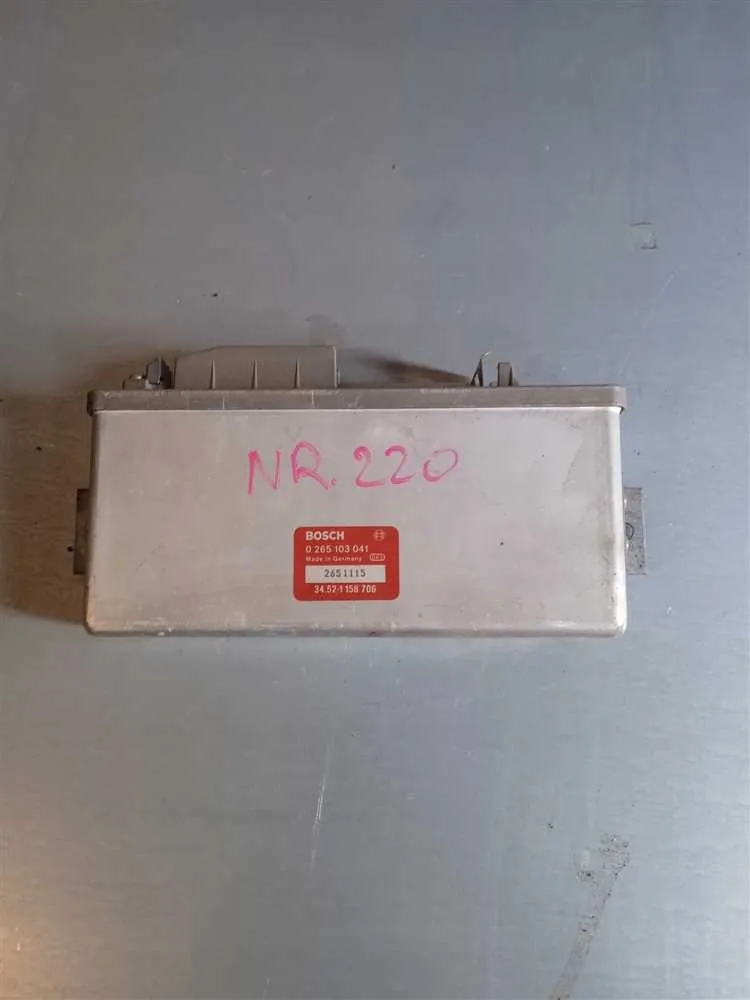 NR.220
BOSCH
0 265 103 041
Made in Germany
2651115
34.52-1 158 706